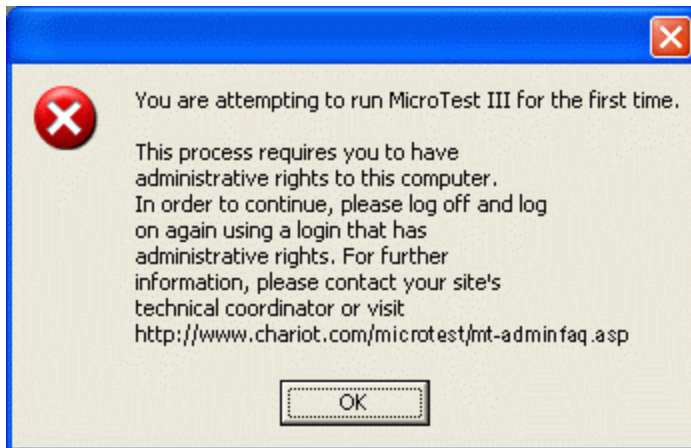 You are attempting to run MicroTest III for the first time.
This process requires you to have
administrative rights to this computer.
In order to continue, please log off and log
on again using a login that has
administrative rights. For further
information, please contact your site's
technical coordinator or visit
http://www.chariot.com/microtest/mt-adminfaq.asp
OK